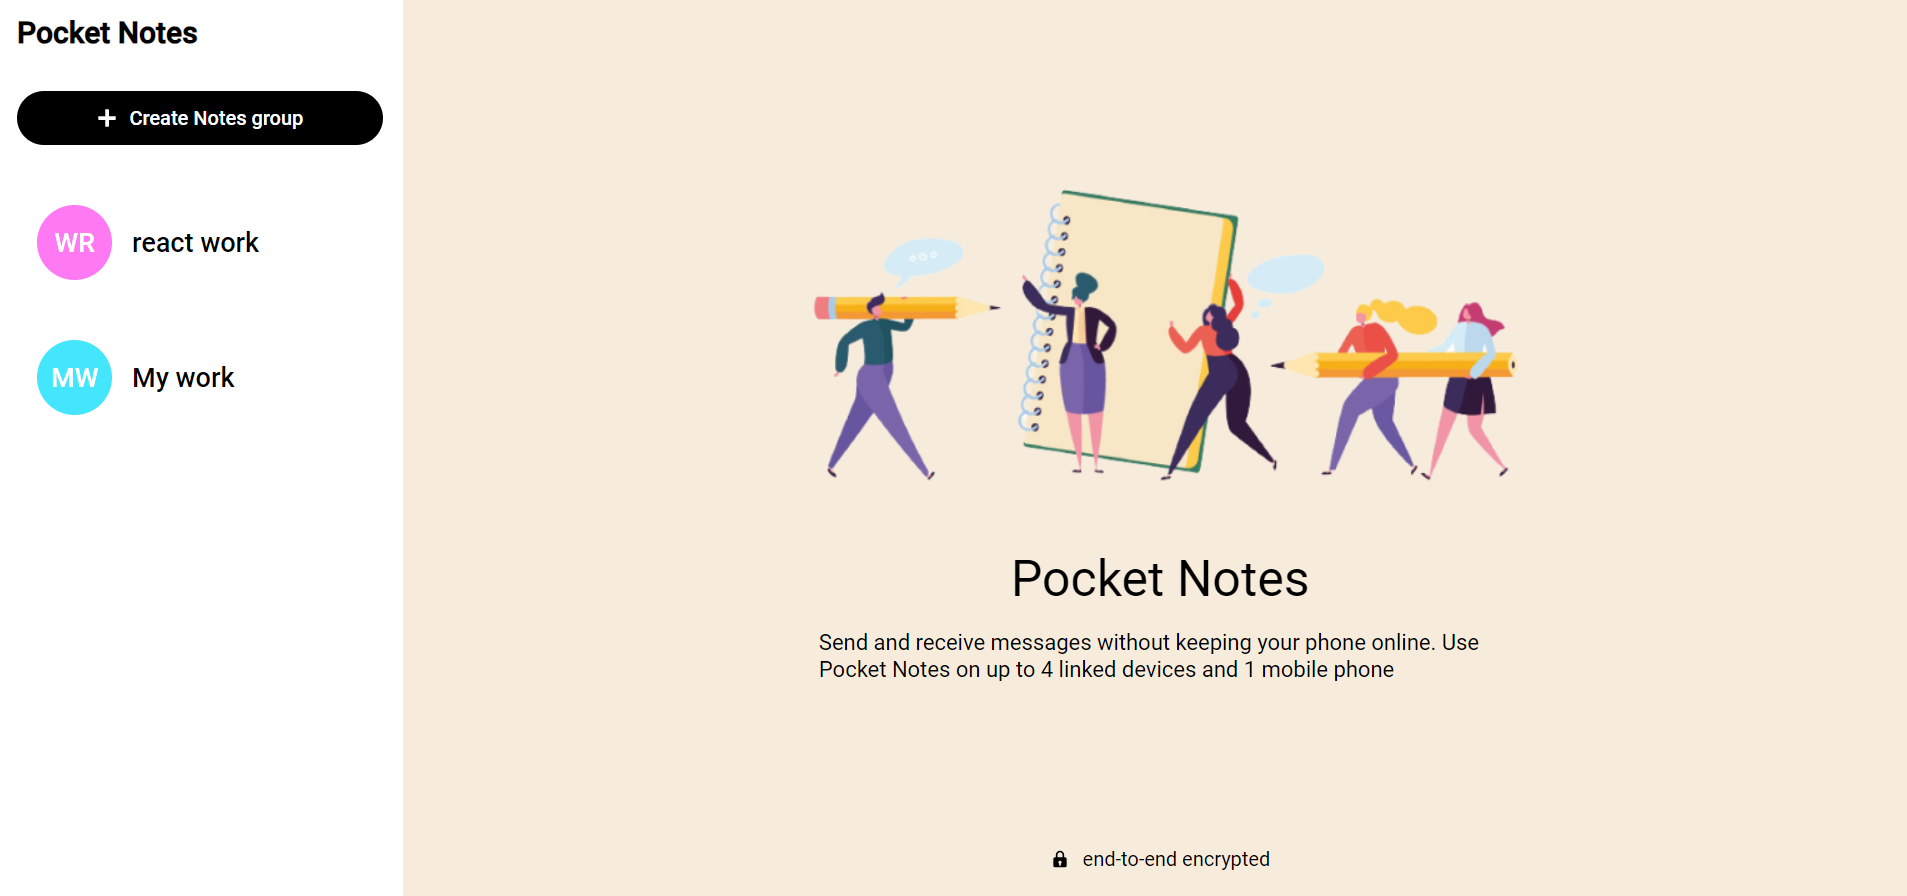 Pocket Notes
Create Notes group
WR
react work
MW
My work
Pocket Notes
Send and receive messages without keeping your phone online. Use
Pocket Notes on up to 4 linked devices and 1 mobile phone
end-to-end encrypted